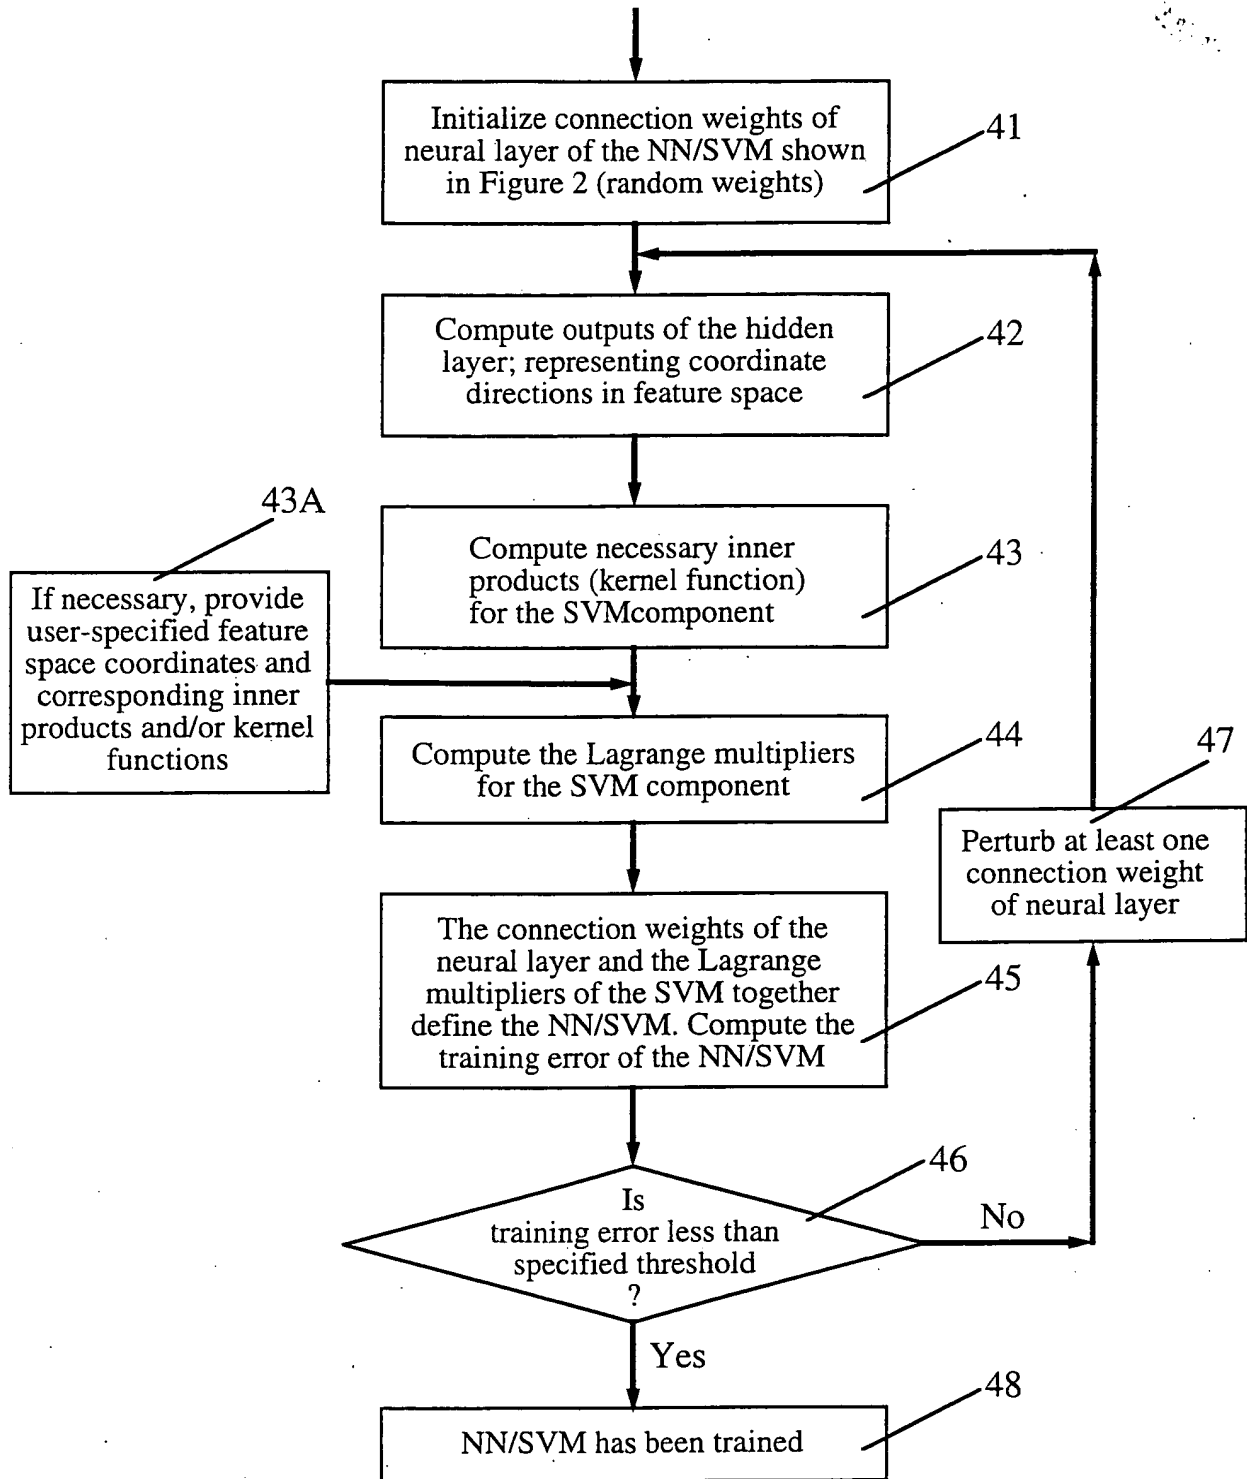 Initialize connection weights of
neural layer of the NN/SVM shown
in Figure 2 (random weights)
41
Compute outputs of the hidden
layer; representing coordinate
directions in feature space
42
43A
Compute necessary inner
products (kernel function)
for the SVMcomponent
43
If necessary, provide
user-specified feature
space coordinates and
corresponding inner
products and/or kernel
functions
Compute the Lagrange multipliers
for the SVM component
44
47
Perturb at least one
connection weight
of neural layer
The connection weights of the
neural layer and the Lagrange
multipliers of the SVM together
define the NN/SVM. Compute the
training error of the NN/SVM
45
46
Is
training error less than
specified threshold
?
No
Yes
48
NN/SVM has been trained